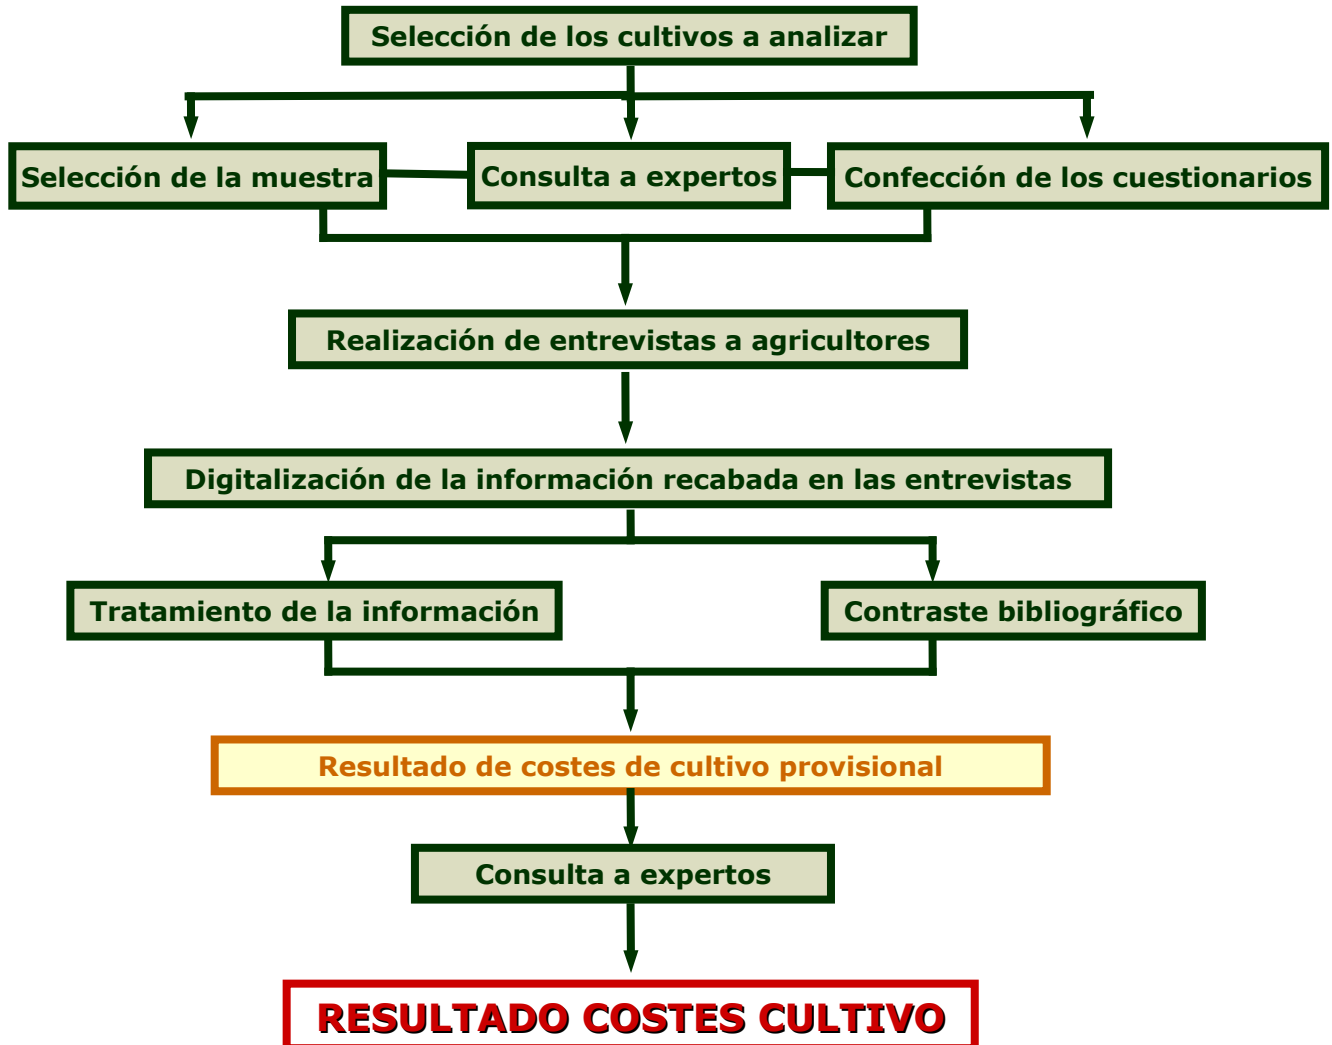 Selección de los cultivos a analizar
Selección de la muestra
Consulta a expertos
Confección de los cuestionarios
Realización de entrevistas a agricultores
Digitalización de la información recabada en las entrevistas
Tratamiento de la información
Contraste bibliográfico
Resultado de costes de cultivo provisional
Consulta a expertos
RESULTADO COSTES CULTIVO